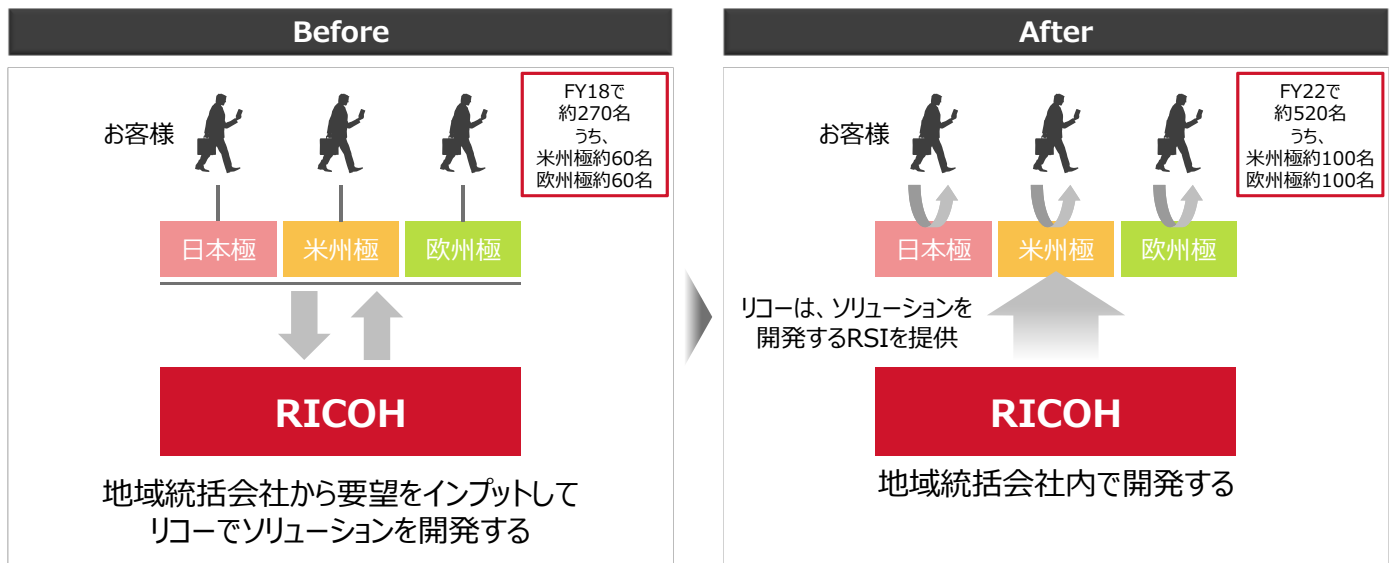 Before
お客様
FY18で
約270名
うち、
米州極約60名
欧州極約60名
日本極
米州極
欧州極
RICOH
地域統括会社から要望をインプットして
リコーでソリューションを開発する
After
お客様
FY22で
約520名
うち、
米州極約100名
欧州極約100名
日本極
米州極
欧州極
リコーは、ソリューションを
開発するRSIを提供
RICOH
地域統括会社内で開発する